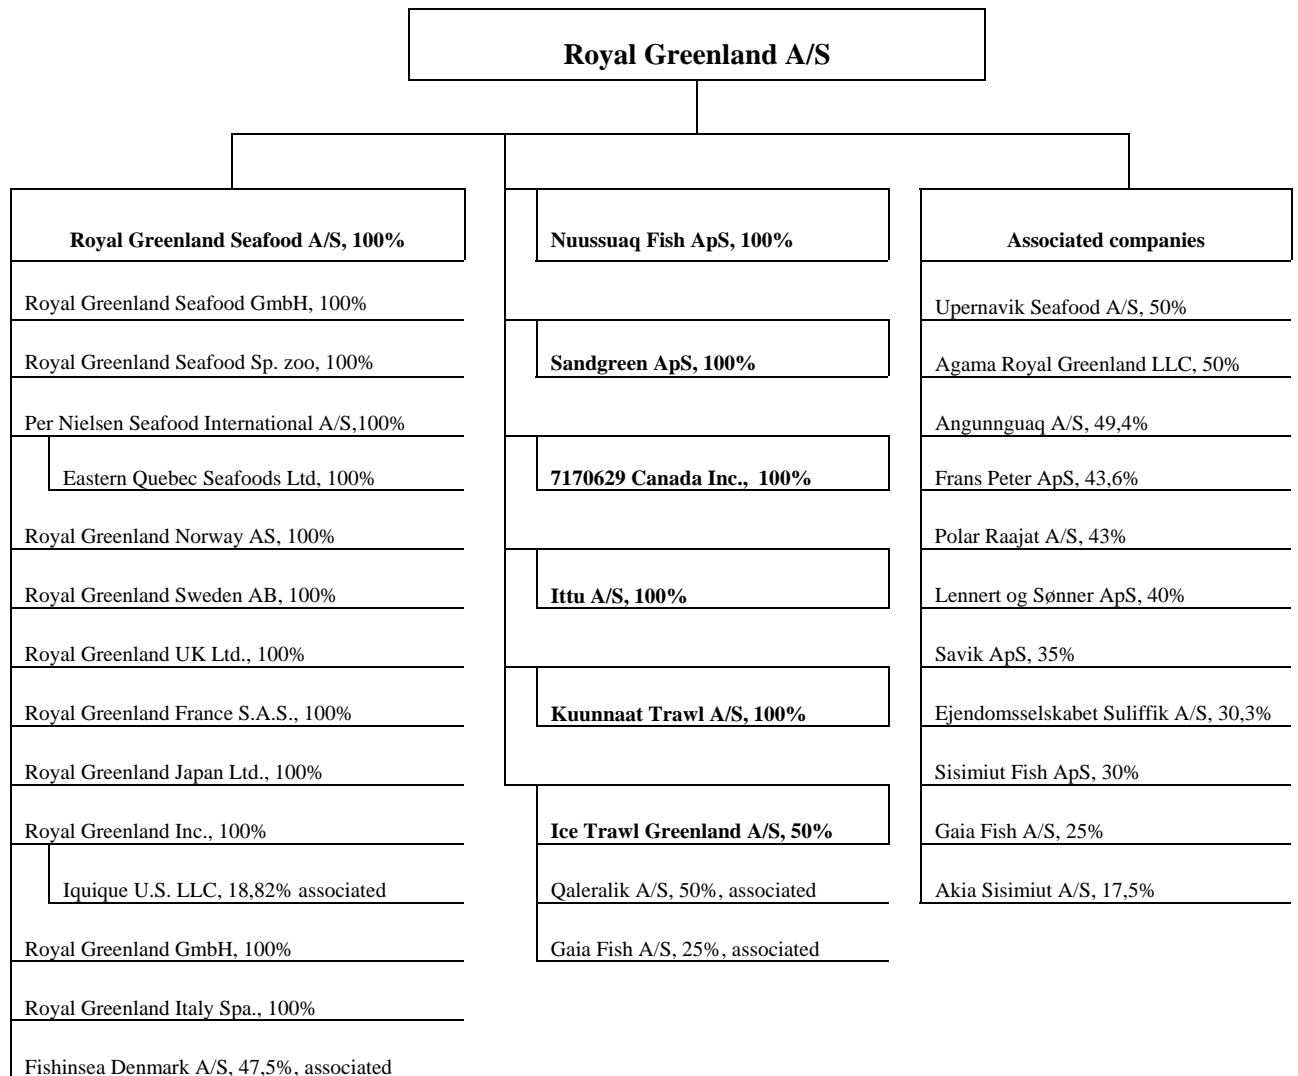 Royal Greenland A/S
Royal Greenland Seafood A/S, 100%
Royal Greenland Seafood GmbH, 100%
Royal Greenland Seafood Sp. zoo, 100%
Per Nielsen Seafood International A/S,100%
Eastern Quebec Seafoods Ltd, 100%
Royal Greenland Norway AS, 100%
Royal Greenland Sweden AB, 100%
Royal Greenland UK Ltd., 100%
Royal Greenland France S.A.S., 100%
Royal Greenland Japan Ltd., 100%
Royal Greenland Inc., 100%
Iquique U.S. LLC, 18,82% associated
Royal Greenland GmbH, 100%
Royal Greenland Italy Spa., 100%
Fishinsea Denmark A/S, 47,5%, associated
Nuussuaq Fish ApS, 100%
Sandgreen ApS, 100%
7170629 Canada Inc., 100%
Ittu A/S, 100%
Kuunnaat Trawl A/S, 100%
Ice Trawl Greenland A/S, 50%
Qaleralik A/S, 50%, associated
Gaia Fish A/S, 25%, associated
Associated companies
Upernavik Seafood A/S, 50%
Agama Royal Greenland LLC, 50%
Angunnguaq A/S, 49,4%
Frans Peter ApS, 43,6%
Polar Raajat A/S, 43%
Lennert og Sønner ApS, 40%
Savik ApS, 35%
Ejendomsselskabet Suliffik A/S, 30,3%
Sisimiut Fish ApS, 30%
Gaia Fish A/S, 25%
Akia Sisimiut A/S, 17,5%